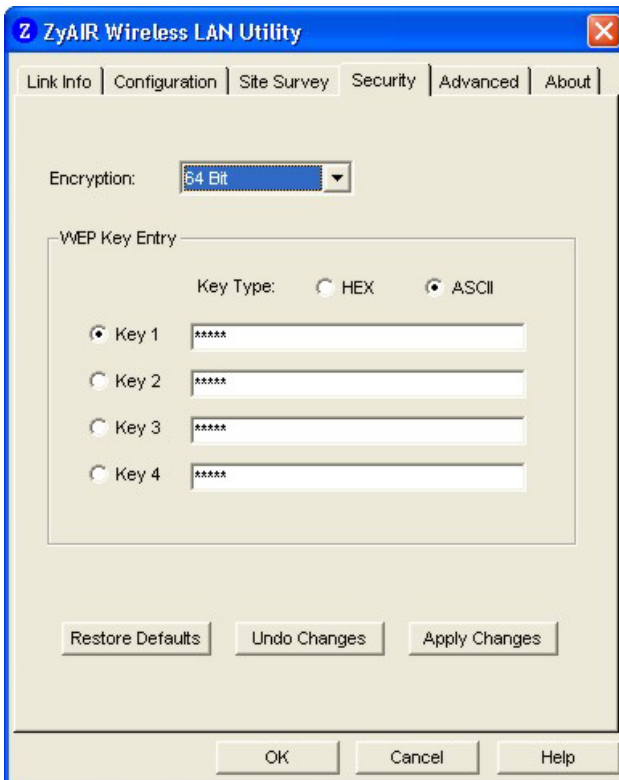 Z ZyAIR Wireless LAN Utility
Link Info Configuration Site Survey Security Advanced About
Encryption: 64 Bit
WEP Key Entry
Key Type: HEX ASCII
Key 1 *****
Key 2 *****
Key 3 *****
Key 4 *****
Restore Defaults Undo Changes Apply Changes
OK Cancel Help